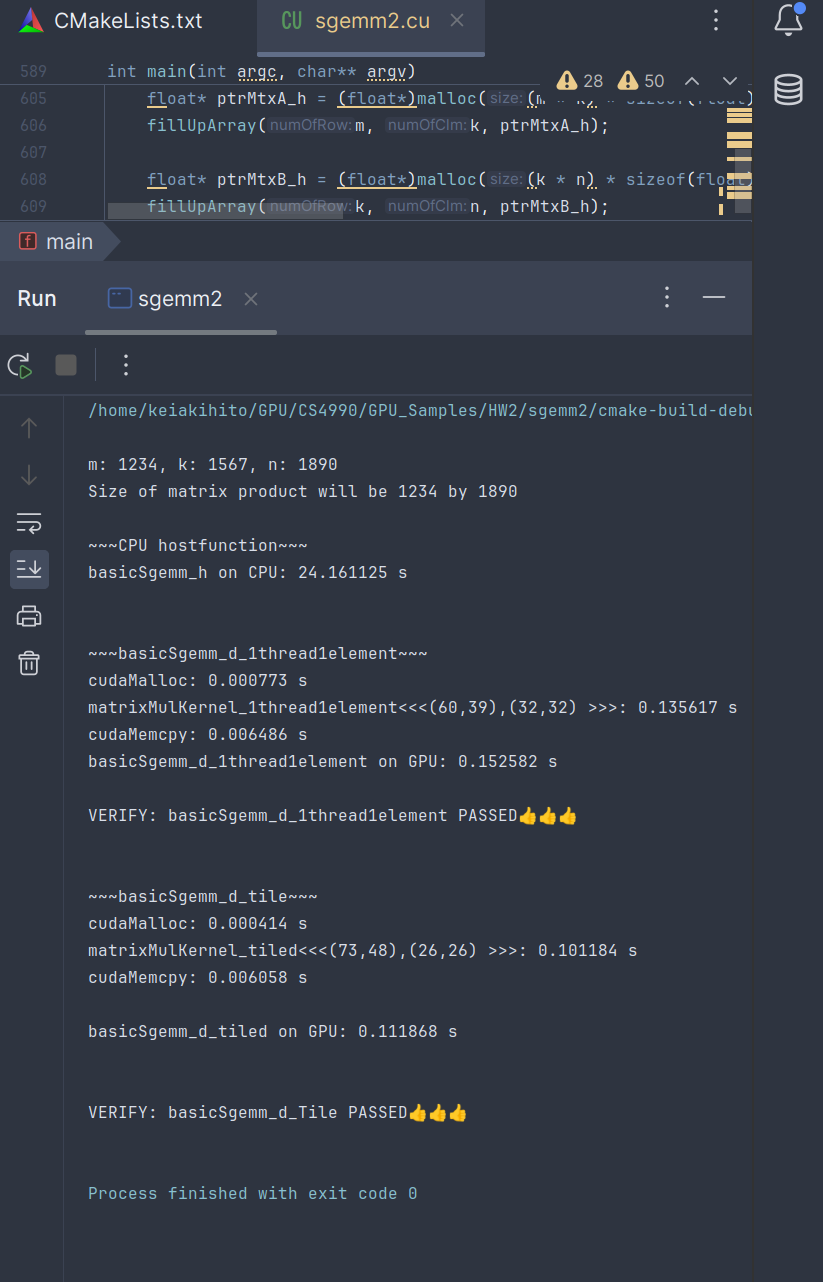 CMakeLists.txt
CU sgemm2.cu
589 int main(int argc, char** argv)
28 50
605 float* ptrMtxA_h = (float*)malloc(size:(m * k) * sizeof(float)
606 fillUpArray(numOfRow:m, numOfClm:k, ptrMtxA_h);
607
608 float* ptrMtxB_h = (float*)malloc(size:(k * n) * sizeof(float)
609 fillUpArray(numOfRow:k, numOfClm:n, ptrMtxB_h);
f main
Run sgemm2
/home/keiakihito/GPU/CS4990/GPU_Samples/HW2/sgemm2/cmake-build-debu
m: 1234, k: 1567, n: 1890
Size of matrix product will be 1234 by 1890
~~~CPU hostfunction~~~
basicSgemm_h on CPU: 24.161125 s
~~~basicSgemm_d_1thread1element~~~
cudaMalloc: 0.000773 s
matrixMulKernel_1thread1element<<<(60,39),(32,32) >>>: 0.135617 s
cudaMemcpy: 0.006486 s
basicSgemm_d_1thread1element on GPU: 0.152582 s
VERIFY: basicSgemm_d_1thread1element PASSED👍👍👍
~~~basicSgemm_d_tile~~~
cudaMalloc: 0.000414 s
matrixMulKernel_tiled<<<(73,48),(26,26) >>>: 0.101184 s
cudaMemcpy: 0.006058 s
basicSgemm_d_tiled on GPU: 0.111868 s
VERIFY: basicSgemm_d_Tile PASSED👍👍👍
Process finished with exit code 0